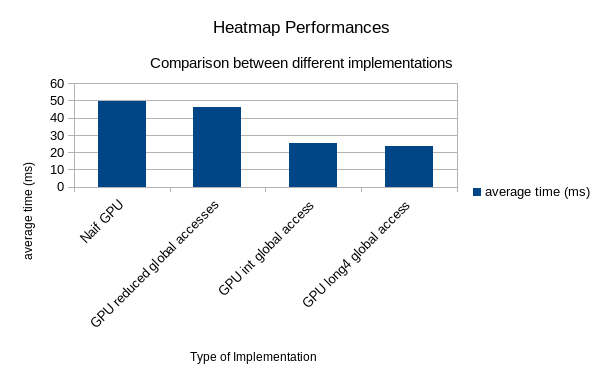 Heatmap Performances
Comparison between different implementations
60
50
40
30
20
10
0
average time (ms)
Naif GPU
GPU reduced global accesses
GPU int global access
GPU long4 global access
average time (ms)
Type of Implementation